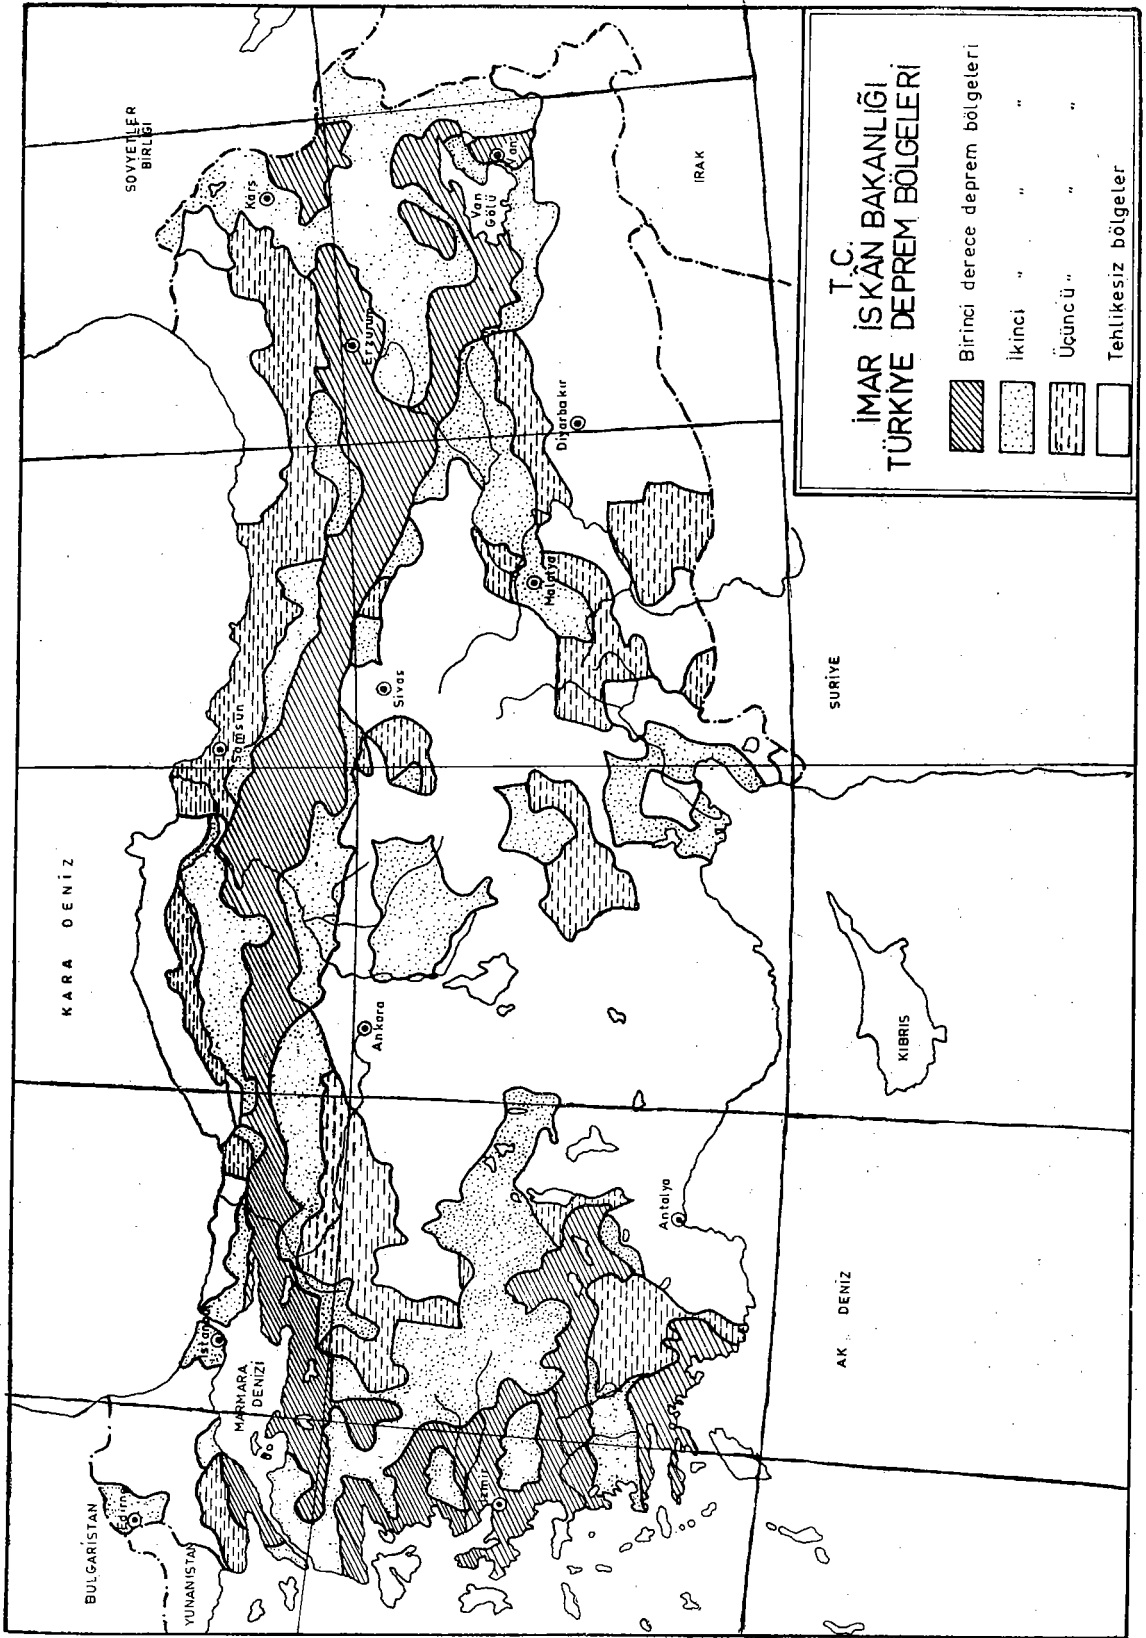 T.C.
İMAR İSKÂN BAKANLIĞI
TÜRKİYE DEPREM BÖLGELERİ
Birinci derece deprem bölgeleri
İkinci " " "
Üçüncü " " "
Tehlikesiz bölgeler
BULGARİSTAN
YUNANİSTAN
Edirn
KARA DENİZ
SOVYETLER
BİRLİĞİ
İstanbul
MARMARA
DENİZİ
Bo
Samsun
Kars
Erzurum
Ankara
Sivas
Van
Gölü
Van
İzmir
Malatya
Diyarbakır
Antalya
IRAK
SURİYE
KIBRIS
AK DENİZ